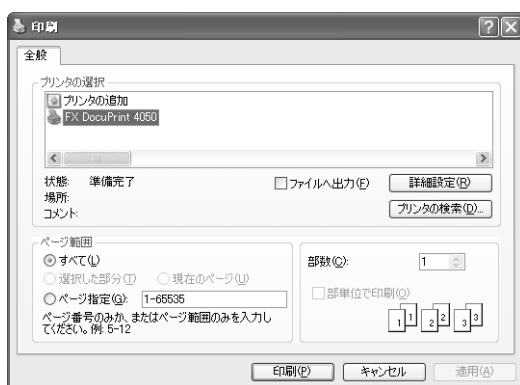 印刷
全般
プリンタの選択
プリンタの追加
FX DocuPrint 4050
状態: 準備完了
場所:
コメント:
ファイルへ出力(F)
詳細設定(R)
プリンタの検索(D)...
ページ範囲
すべて(L)
選択した部分(T) 現在のページ(U)
ページ指定(G): 1-65535
ページ番号のみか、またはページ範囲のみを入力し
てください。例: 5-12
部数(C): 1
部単位で印刷(O)
1 1 2 2 3 3
印刷(P) キャンセル 適用(A)